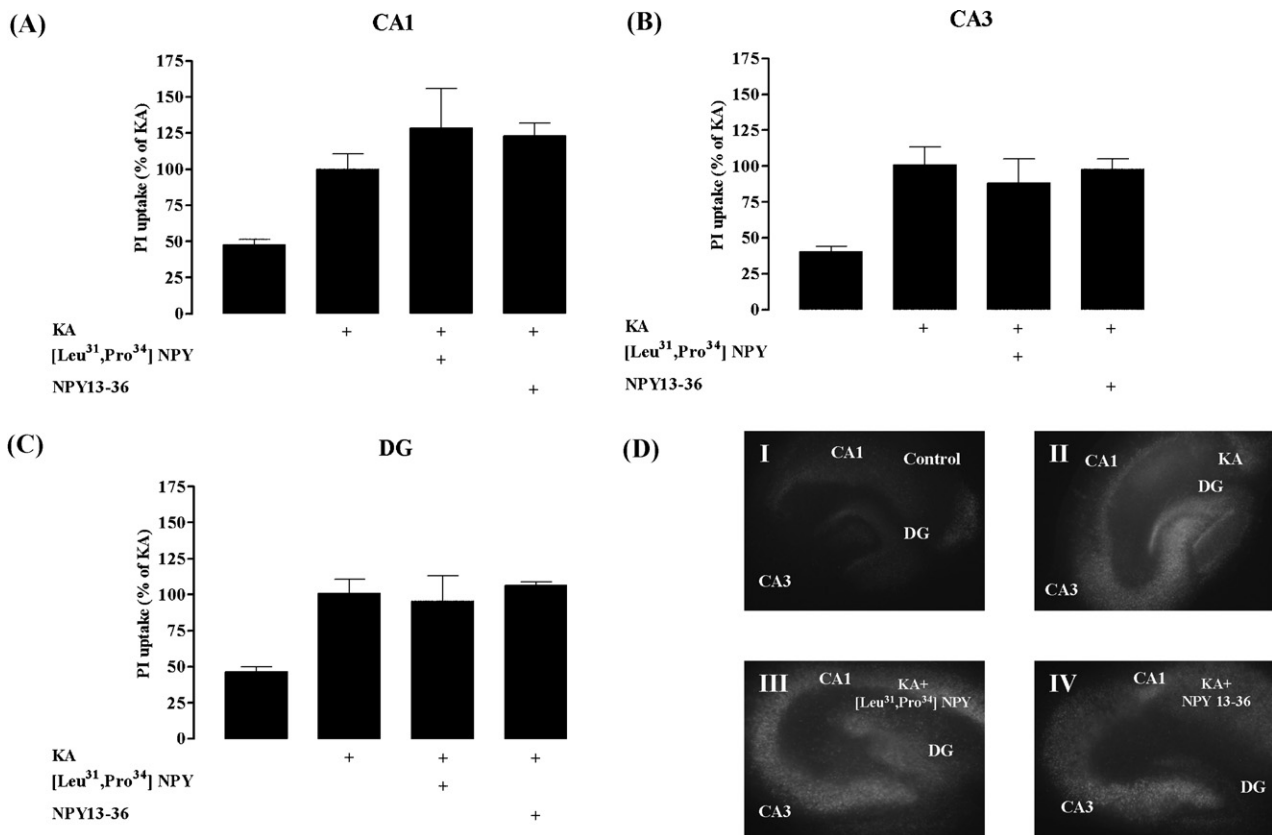 (A)
CA1
PI uptake (% of KA)
175
150
125
100
75
50
25
0
KA + + +
[Leu³¹,Pro³⁴] NPY +
NPY13-36 +
(B)
CA3
PI uptake (% of KA)
175
150
125
100
75
50
25
0
KA + + +
[Leu³¹,Pro³⁴] NPY +
NPY13-36 +
(C)
DG
PI uptake (% of KA)
175
150
125
100
75
50
25
0
KA + + +
[Leu³¹,Pro³⁴] NPY +
NPY13-36 +
(D)
I
CA1
Control
DG
CA3
II
CA1
KA
DG
CA3
III
CA1
KA+
[Leu³¹,Pro³⁴] NPY
DG
CA3
IV
CA1
KA+
NPY 13-36
DG
CA3